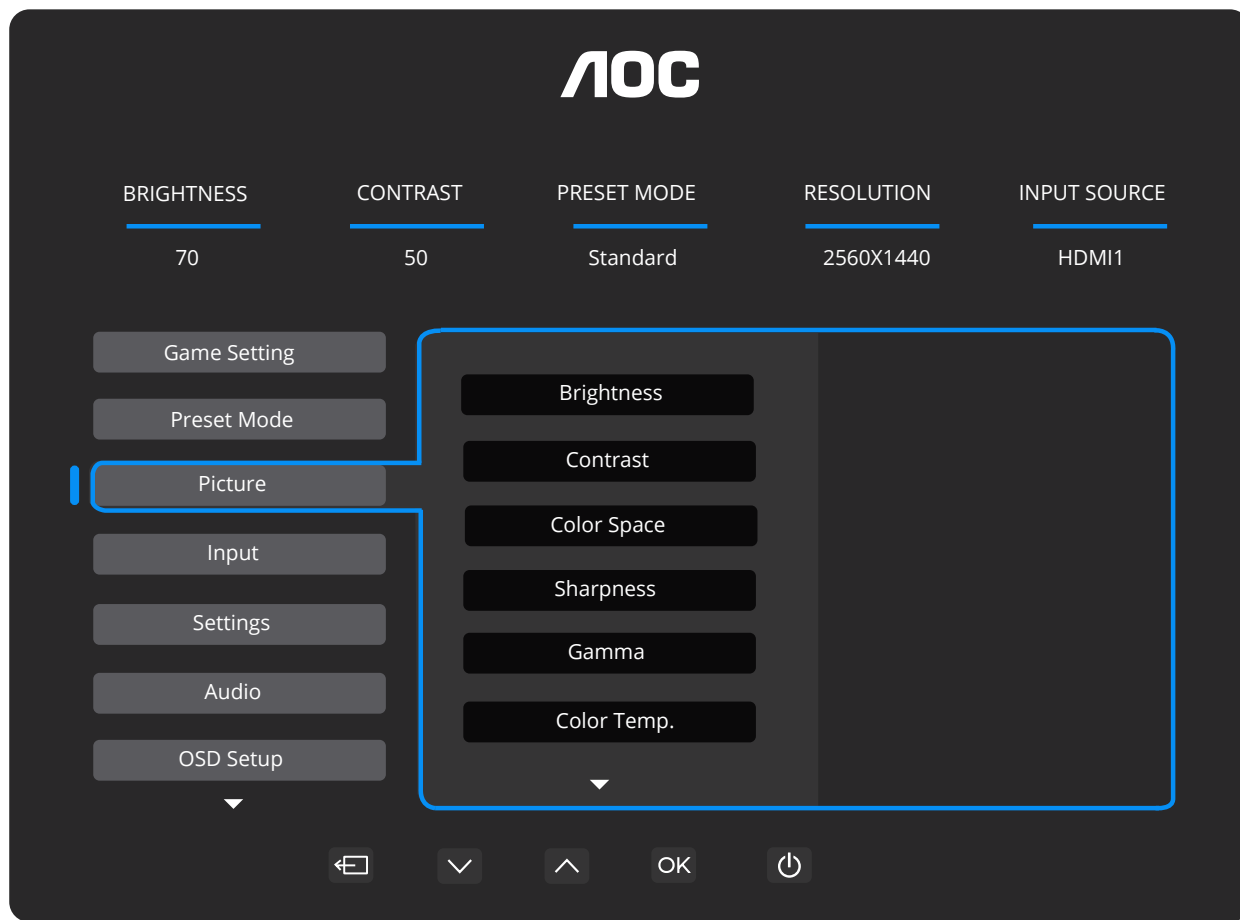 AOC
BRIGHTNESS CONTRAST PRESET MODE RESOLUTION INPUT SOURCE
70 50 Standard 2560X1440 HDMI1
Game Setting
Preset Mode
Picture
Input
Settings
Audio
OSD Setup
Brightness
Contrast
Color Space
Sharpness
Gamma
Color Temp.
OK